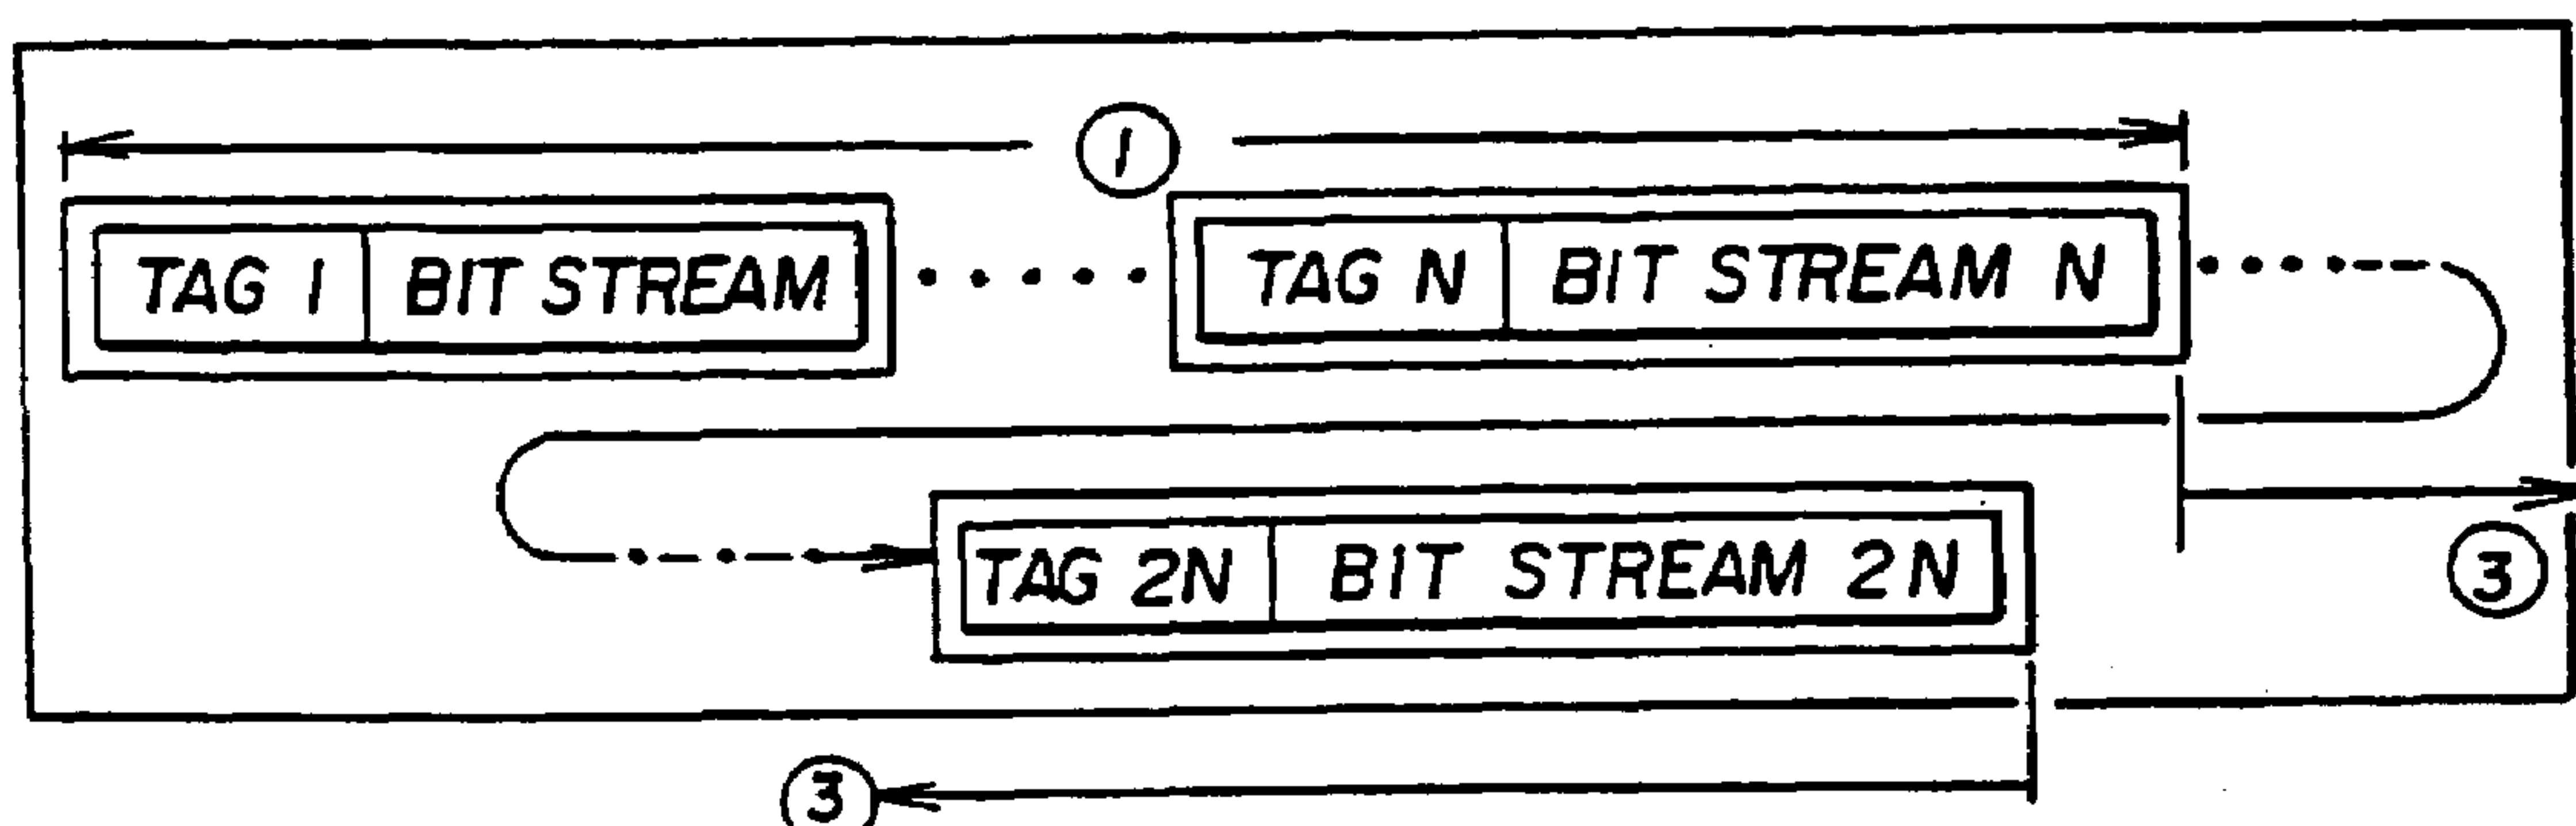 1
TAG 1 BIT STREAM TAG N BIT STREAM N
TAG 2N BIT STREAM 2N
3
3